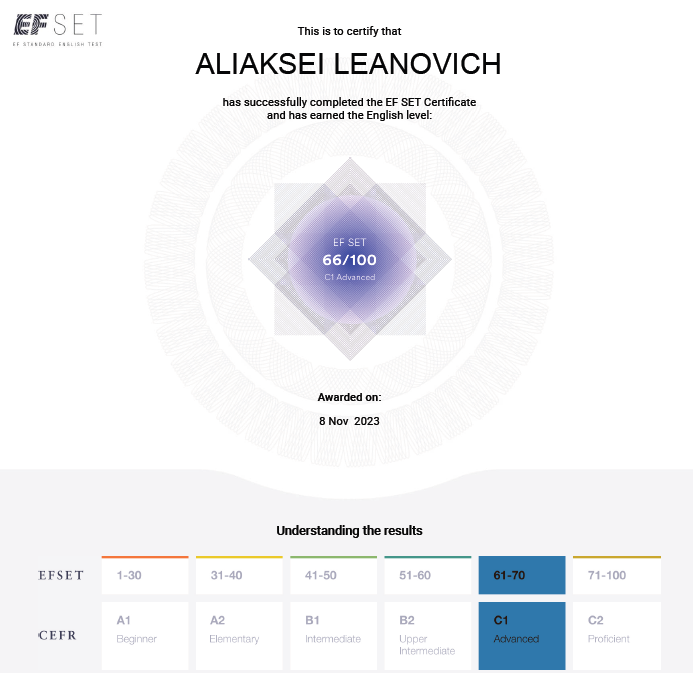 EF SET
EF STANDARD ENGLISH TEST
This is to certify that
ALIAKSEI LEANOVICH
has successfully completed the EF SET Certificate
and has earned the English level:
EF SET
66/100
C1 Advanced
Awarded on:
8 Nov 2023
Understanding the results
EFSET 1-30 31-40 41-50 51-60 61-70 71-100
CEFR
A1
Beginner
A2
Elementary
B1
Intermediate
B2
Upper
Intermediate
C1
Advanced
C2
Proficient